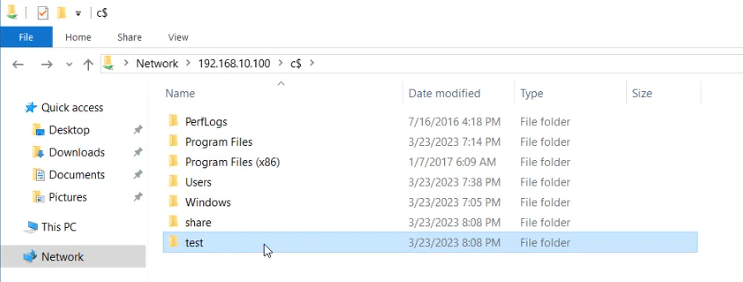 c$
File Home Share View
Network 192.168.10.100 c$
Name Date modified Type Size
Quick access
Desktop
Downloads
Documents
Pictures
This PC
Network
PerfLogs 7/16/2016 4:18 PM File folder
Program Files 3/23/2023 7:14 PM File folder
Program Files (x86) 1/7/2017 6:09 AM File folder
Users 3/23/2023 7:38 PM File folder
Windows 3/23/2023 7:05 PM File folder
share 3/23/2023 8:08 PM File folder
test 3/23/2023 8:08 PM File folder